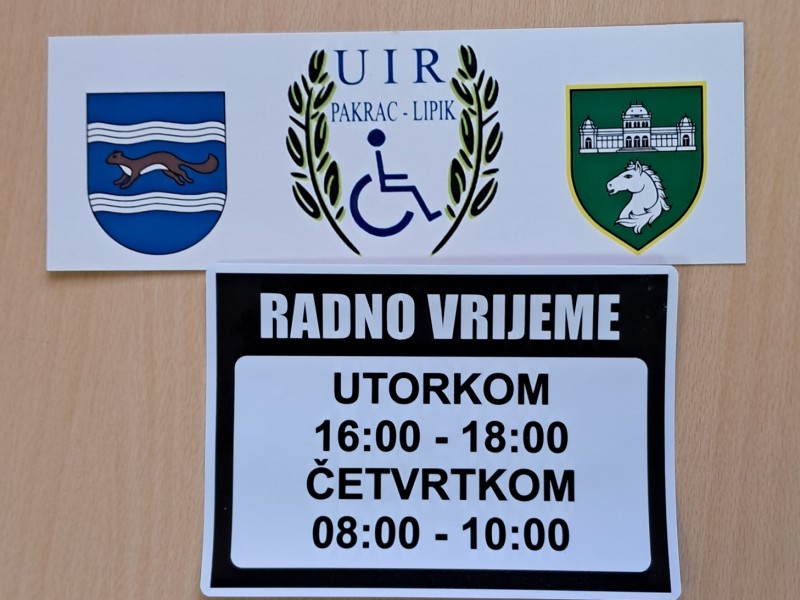 UIR
PAKRAC - LIPIK
RADNO VRIJEME
UTORKOM
16:00 - 18:00
ČETVRTKOM
08:00 - 10:00